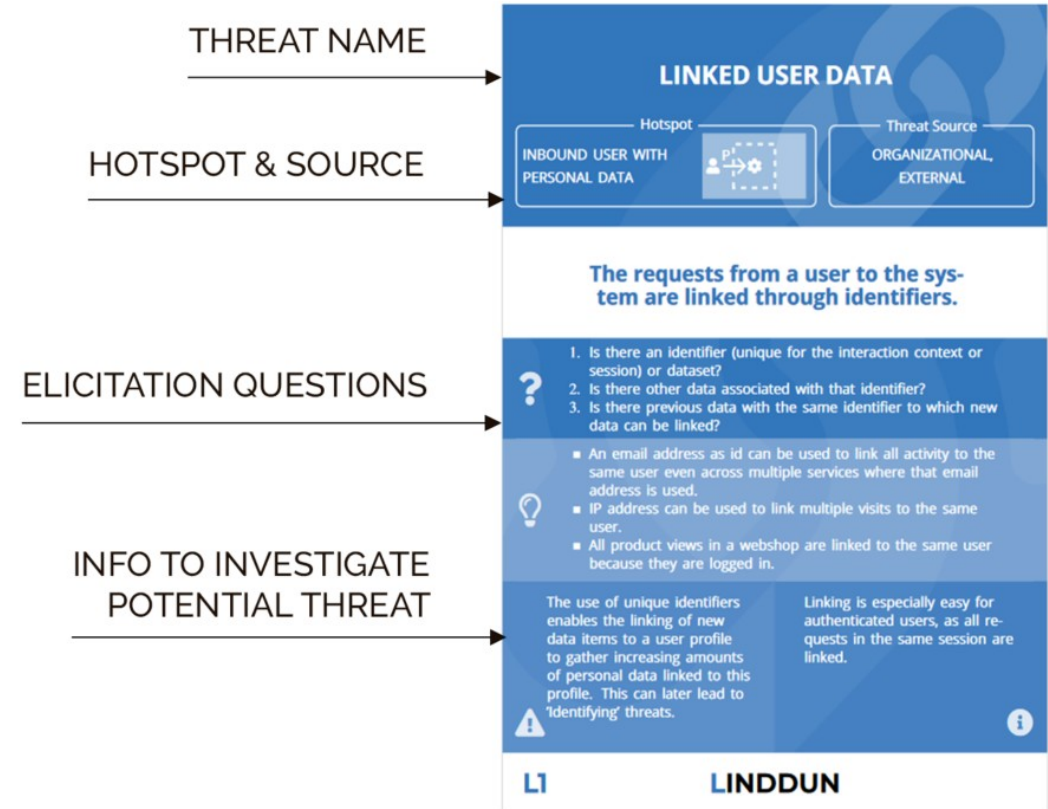 THREAT NAME
HOTSPOT & SOURCE
ELICITATION QUESTIONS
INFO TO INVESTIGATE
POTENTIAL THREAT
LINKED USER DATA
Hotspot
INBOUND USER WITH
PERSONAL DATA
P
Threat Source
ORGANIZATIONAL,
EXTERNAL
The requests from a user to the sys-
tem are linked through identifiers.
?
1. Is there an identifier (unique for the interaction context or
session) or dataset?
2. Is there other data associated with that identifier?
3. Is there previous data with the same identifier to which new
data can be linked?
▪ An email address as id can be used to link all activity to the
same user even across multiple services where that email
address is used.
▪ IP address can be used to link multiple visits to the same
user.
▪ All product views in a webshop are linked to the same user
because they are logged in.
The use of unique identifiers
enables the linking of new
data items to a user profile
to gather increasing amounts
of personal data linked to this
profile. This can later lead to
'Identifying' threats.
Linking is especially easy for
authenticated users, as all re-
quests in the same session are
linked.
L1
LINDDUN